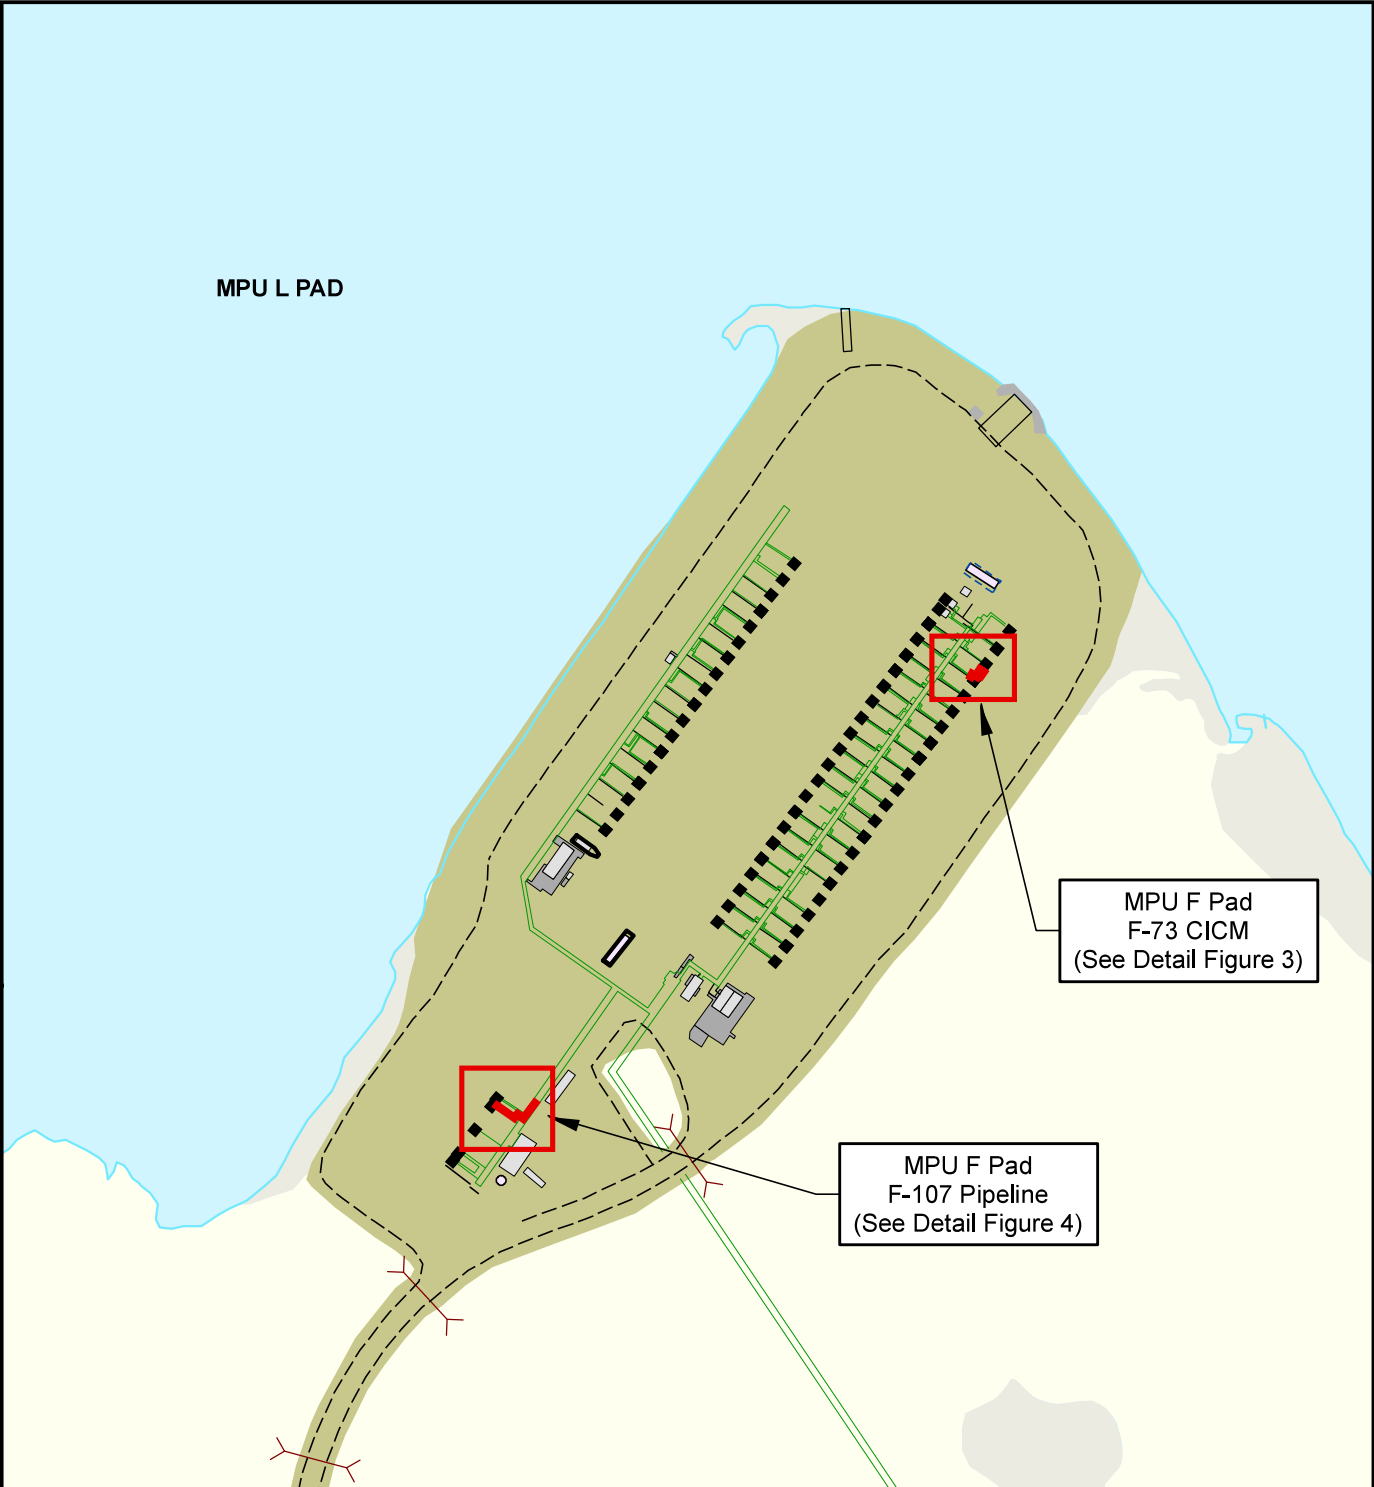 MPU L PAD
MPU F Pad
F-73 CICM
(See Detail Figure 3)
MPU F Pad
F-107 Pipeline
(See Detail Figure 4)